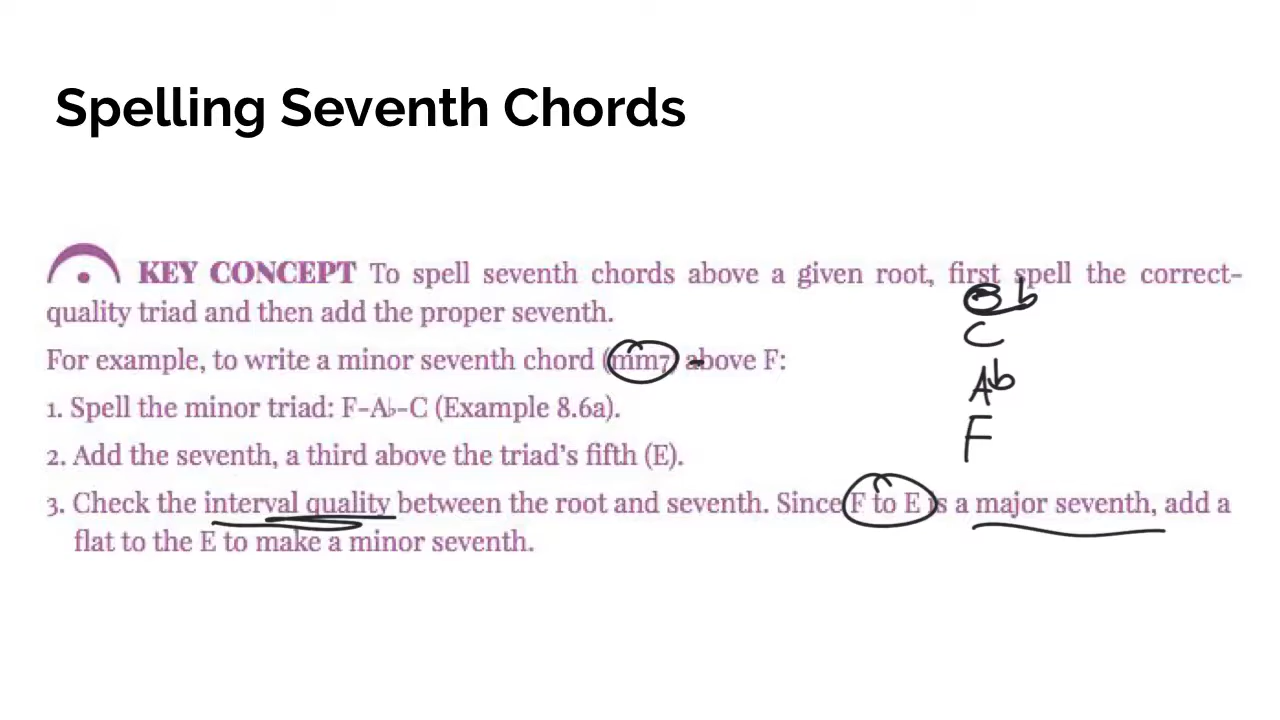 Spelling Seventh Chords
KEY CONCEPT To spell seventh chords above a given root, first spell the correct-
quality triad and then add the proper seventh.
For example, to write a minor seventh chord (mm7) above F:
1. Spell the minor triad: F–A♭–C (Example 8.6a).
2. Add the seventh, a third above the triad's fifth (E).
3. Check the interval quality between the root and seventh. Since F to E is a major seventh, add a
flat to the E to make a minor seventh.
b
C
Ab
F